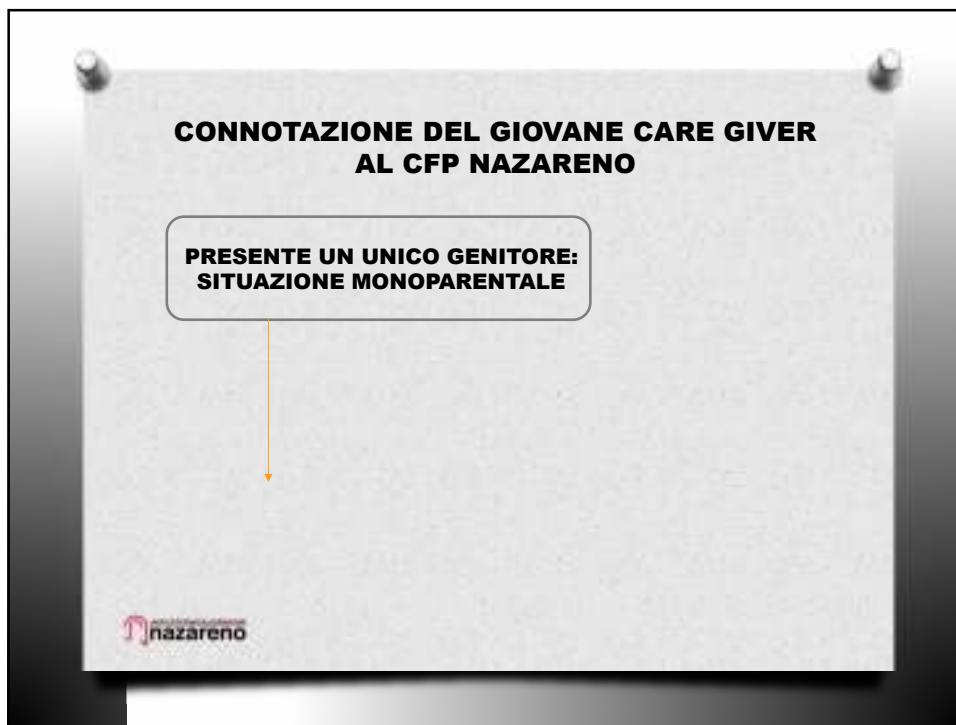 CONNOTAZIONE DEL GIOVANE CARE GIVER
AL CFP NAZARENO
PRESENTE UN UNICO GENITORE:
SITUAZIONE MONOPARENTALE
nazareno